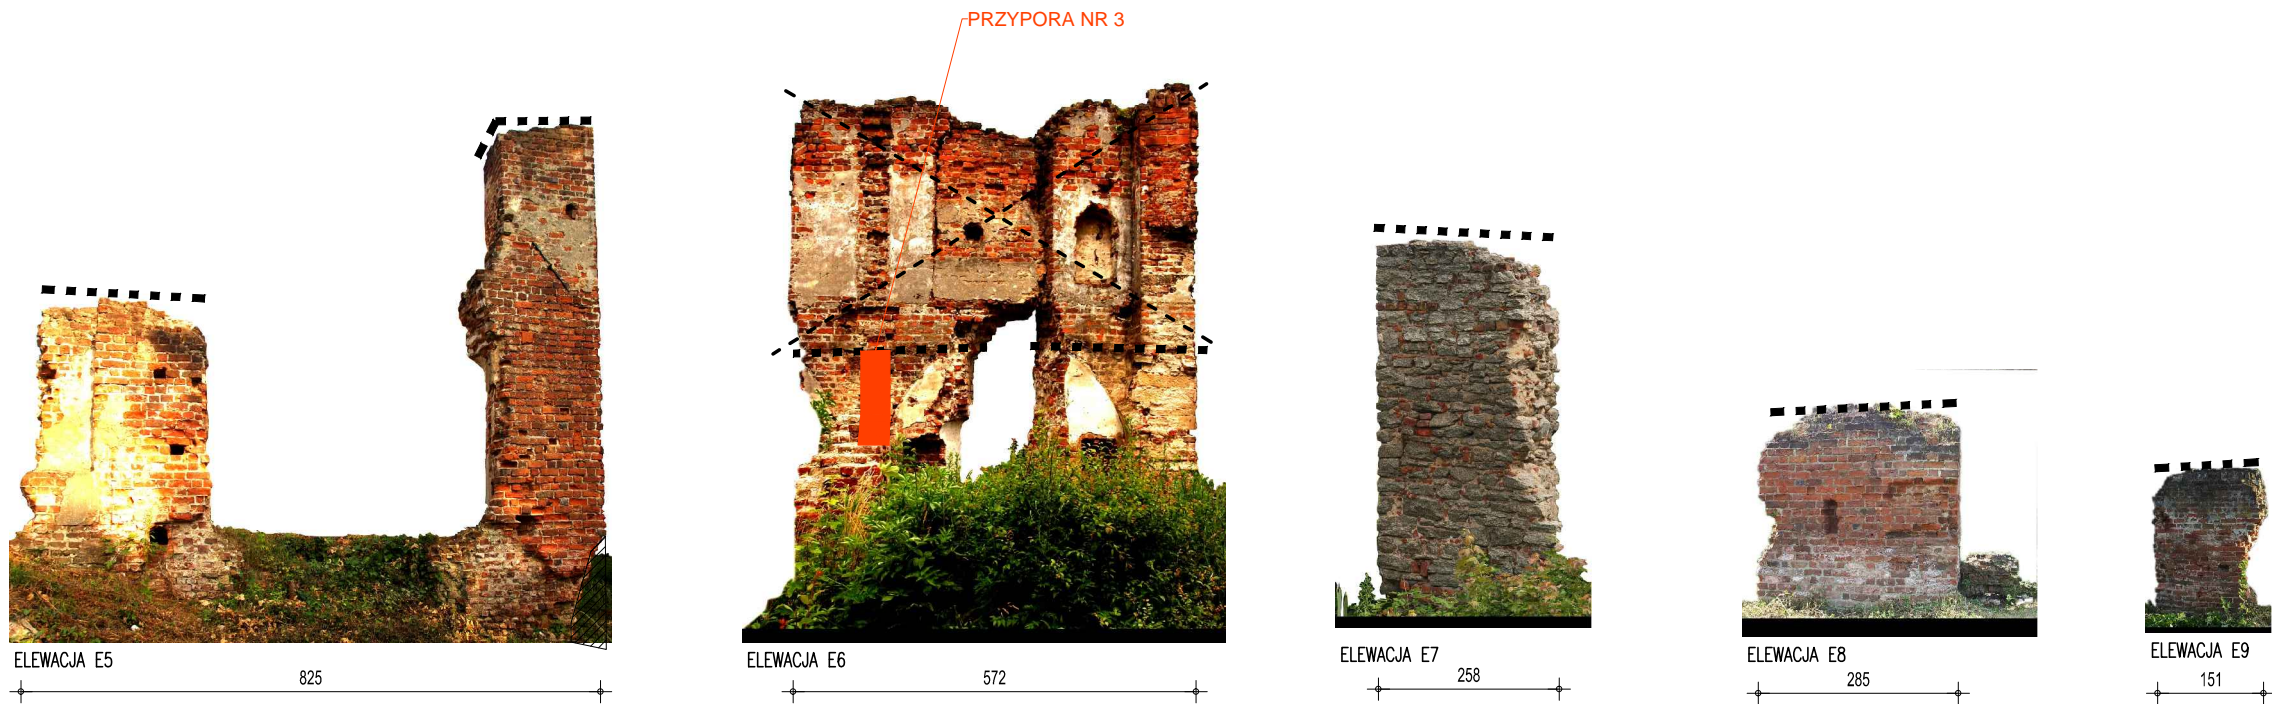 PRZYPORA NR 3
ELEWACJA E5
825
ELEWACJA E6
572
ELEWACJA E7
258
ELEWACJA E8
285
ELEWACJA E9
151